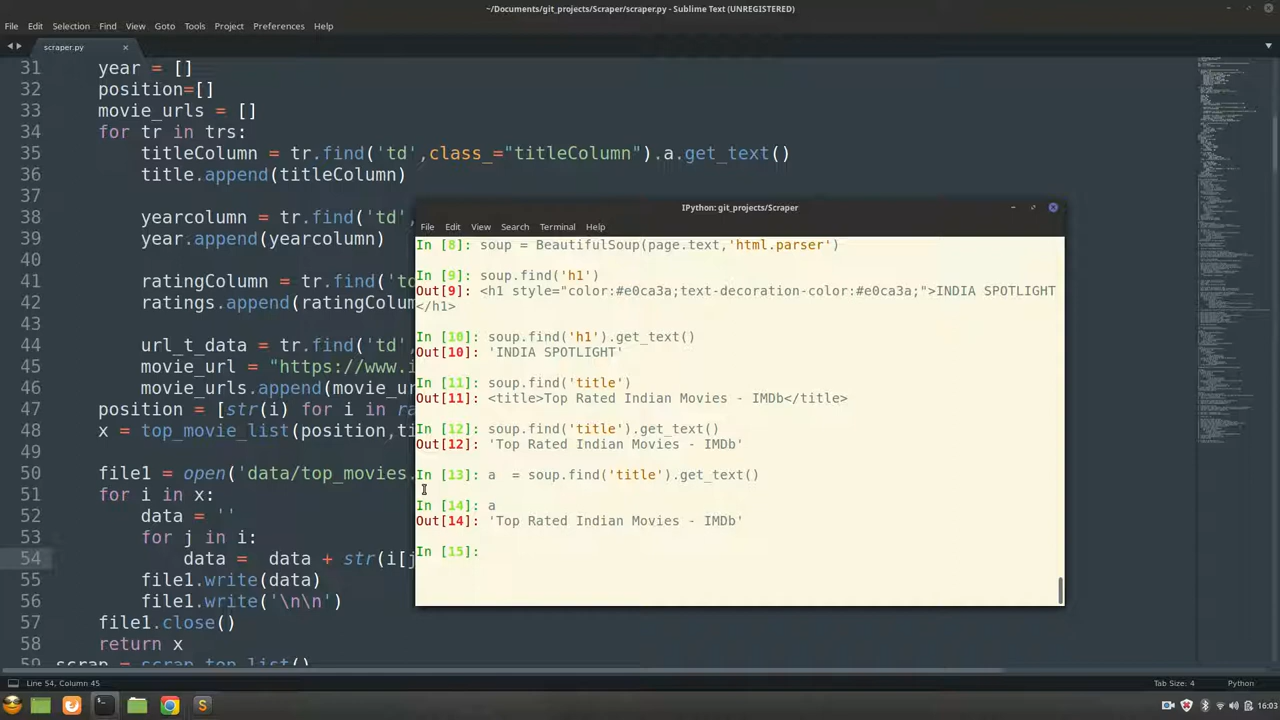 ~/Documents/git_projects/Scraper/scraper.py - Sublime Text (UNREGISTERED)
File Edit Selection Find View Goto Tools Project Preferences Help
scraper.py
31 year = []
32 position=[]
33 movie_urls = []
34 for tr in trs:
35 titleColumn = tr.find('td',class_="titleColumn").a.get_text()
36 title.append(titleColumn)
37
38 yearcolumn = tr.find('td',
39 year.append(yearcolumn)
40
41 ratingColumn = tr.find('td
42 ratings.append(ratingColum
43
44 url_t_data = tr.find('td'
45 movie_url = "https://www.i
46 movie_urls.append(movie_ur
47 position = [str(i) for i in ra
48 x = top_movie_list(position,ti
49
50 file1 = open('data/top_movies.
51 for i in x:
52 data = ''
53 for j in i:
54 data = data + str(i[j
55 file1.write(data)
56 file1.write('\n\n')
57 file1.close()
58 return x
59 scrap = scrap_top_list()
IPython: git_projects/Scraper
File Edit View Search Terminal Help
In [8]: soup = BeautifulSoup(page.text,'html.parser')
In [9]: soup.find('h1')
Out[9]: <h1 style="color:#e0ca3a;text-decoration-color:#e0ca3a;">INDIA SPOTLIGHT
</h1>
In [10]: soup.find('h1').get_text()
Out[10]: 'INDIA SPOTLIGHT'
In [11]: soup.find('title')
Out[11]: <title>Top Rated Indian Movies - IMDb</title>
In [12]: soup.find('title').get_text()
Out[12]: 'Top Rated Indian Movies - IMDb'
In [13]: a  = soup.find('title').get_text()
In [14]: a
Out[14]: 'Top Rated Indian Movies - IMDb'
In [15]:
Line 54, Column 45
Tab Size: 4 Python
16:03